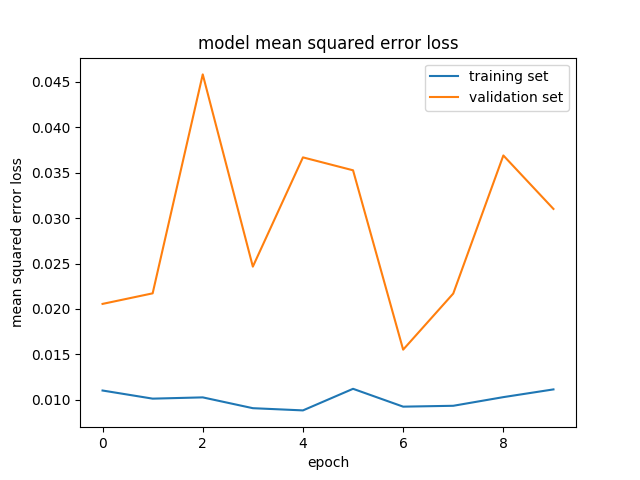 model mean squared error loss
training set
validation set
0.045
0.040
0.035
0.030
0.025
0.020
0.015
0.010
mean squared error loss
0 2 4 6 8
epoch